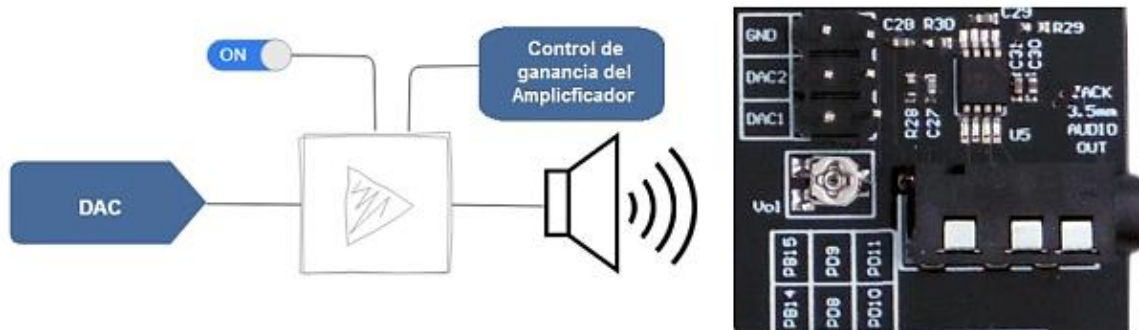 ON
Control de
ganancia del
Amplicficador
DAC
GND
DAC2
DAC1
C28
R30
C29
R29
C31
C30
R28
C27
U5
JACK
3.5mm
AUDIO
OUT
Vol
PB15
PD9
PD11
PB14
PD8
PD10